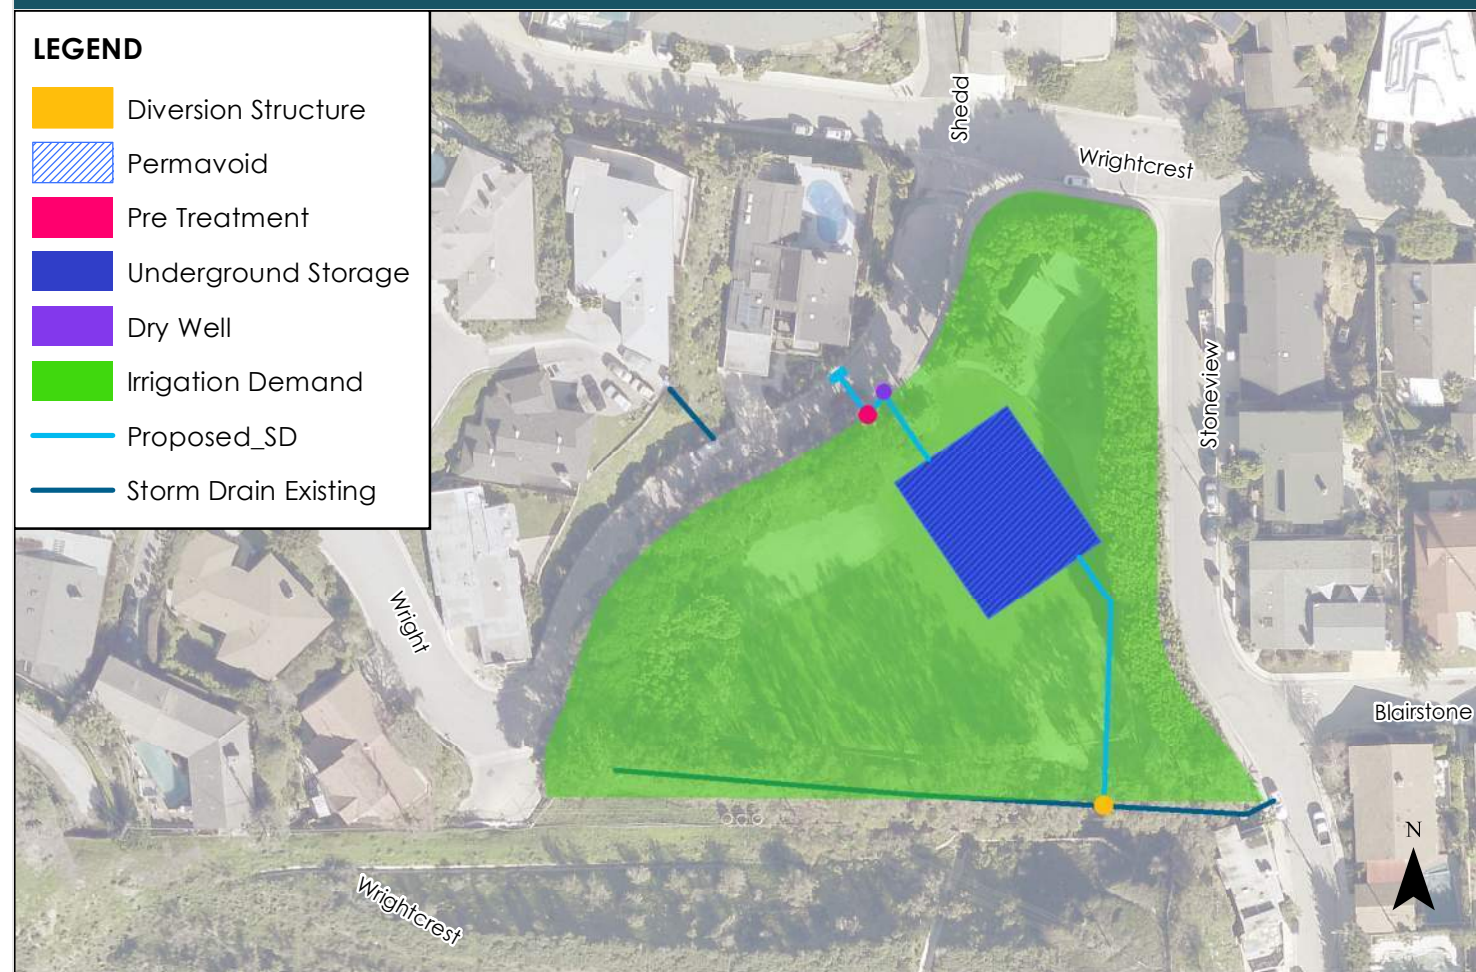 LEGEND
Diversion Structure
Permavoid
Pre Treatment
Underground Storage
Dry Well
Irrigation Demand
Proposed_SD
Storm Drain Existing
Shedd
Wrightcrest
Stoneview
Wright
Blairstone
Wrightcrest
N